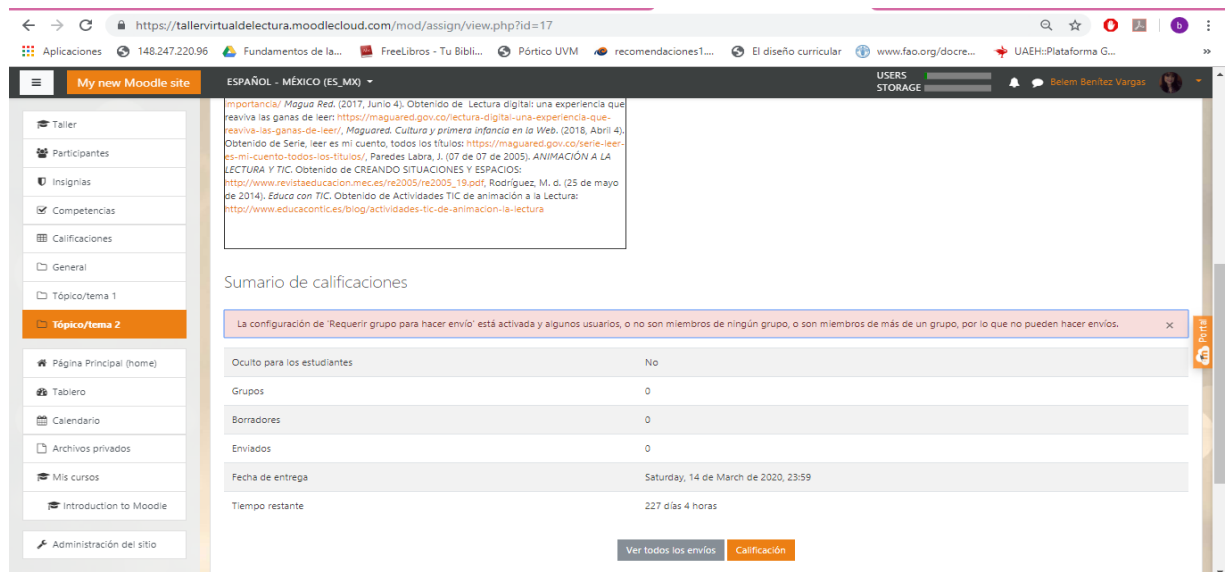 https://tallervirtualdelectura.moodlecloud.com/mod/assign/view.php?id=17
b
Aplicaciones 148.247.220.96 Fundamentos de la... FreeLibros - Tu Bibli... Pórtico UVM recomendaciones1.... El diseño curricular www.fao.org/docre... UAEH::Plataforma G... »
My new Moodle site ESPAÑOL - MÉXICO (ES_MX) USERS
STORAGE
Belem Benítez Vargas
Taller
Participantes
Insignias
Competencias
Calificaciones
General
Tópico/tema 1
Tópico/tema 2
Página Principal (home)
Tablero
Calendario
Archivos privados
Mis cursos
Introduction to Moodle
Administración del sitio
importancia/ Magua Red. (2017, Junio 4). Obtenido de Lectura digital: una experiencia que
reaviva las ganas de leer: https://maguared.gov.co/lectura-digital-una-experiencia-que-
reaviva-las-ganas-de-leer/, Maguared. Cultura y primera infancia en la Web. (2018, Abril 4).
Obtenido de Serie, leer es mi cuento, todos los títulos: https://maguared.gov.co/serie-leer-
es-mi-cuento-todos-los-titulos/, Paredes Labra, J. (07 de 07 de 2005). ANIMACIÓN A LA
LECTURA Y TIC. Obtenido de CREANDO SITUACIONES Y ESPACIOS:
http://www.revistaeducacion.mec.es/re2005/re2005_19.pdf, Rodríguez, M. d. (25 de mayo
de 2014). Educa con TIC. Obtenido de Actividades TIC de animación a la Lectura:
http://www.educacontic.es/blog/actividades-tic-de-animacion-la-lectura
Sumario de calificaciones
La configuración de 'Requerir grupo para hacer envío' está activada y algunos usuarios, o no son miembros de ningún grupo, o son miembros de más de un grupo, por lo que no pueden hacer envíos. ×
Oculto para los estudiantes No
Grupos 0
Borradores 0
Enviados 0
Fecha de entrega Saturday, 14 de March de 2020, 23:59
Tiempo restante 227 días 4 horas
Ver todos los envíos Calificación
m Portal